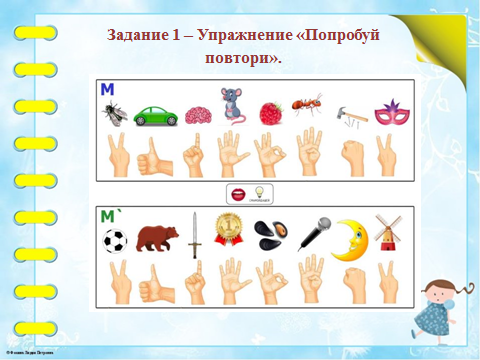 Задание 1 – Упражнение «Попробуй
повтори».
М
М`